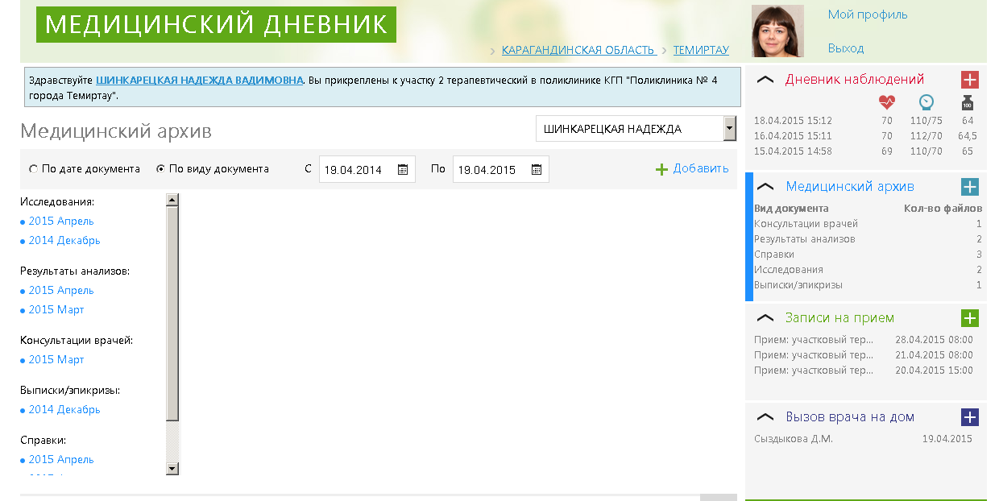 МЕДИЦИНСКИЙ ДНЕВНИК
КАРАГАНДИНСКАЯ ОБЛАСТЬ
ТЕМИРТАУ
Мой профиль
Выход
Здравствуйте ШИНКАРЕЦКАЯ НАДЕЖДА ВАДИМОВНА. Вы прикреплены к участку 2 терапевтический в поликлинике КГП "Поликлиника № 4
города Темиртау".
Медицинский архив
ШИНКАРЕЦКАЯ НАДЕЖДА
По дате документа
По виду документа
С
19.04.2014
По
19.04.2015
Добавить
Исследования:
2015 Апрель
2014 Декабрь
Результаты анализов:
2015 Апрель
2015 Март
Консультации врачей:
2015 Март
Выписки/эпикризы:
2014 Декабрь
Справки:
2015 Апрель
Дневник наблюдений
100
18.04.2015 15:12 70 110/75 64
16.04.2015 15:11 70 112/70 64,5
15.04.2015 14:58 69 110/70 65
Медицинский архив
Вид документа Кол-во файлов
Консультации врачей 1
Результаты анализов 2
Справки 3
Исследования 2
Выписки/эпикризы 1
Записи на прием
Прием: участковый тер... 28.04.2015 08:00
Прием: участковый тер... 21.04.2015 08:00
Прием: участковый тер... 20.04.2015 15:00
Вызов врача на дом
Сыздыкова Д.М. 19.04.2015